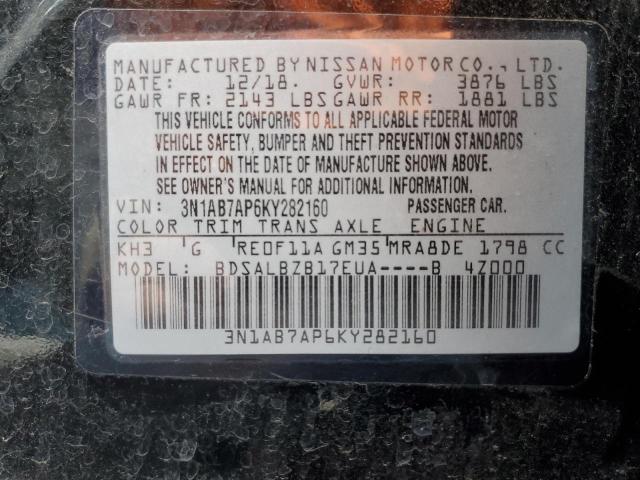 MANUFACTURED BY NISSAN MOTOR CO., LTD.
DATE: 12/18. GVWR: 3876 LBS
GAWR FR: 2143 LBS GAWR RR: 1881 LBS
THIS VEHICLE CONFORMS TO ALL APPLICABLE FEDERAL MOTOR
VEHICLE SAFETY, BUMPER AND THEFT PREVENTION STANDARDS
IN EFFECT ON THE DATE OF MANUFACTURE SHOWN ABOVE.
SEE OWNER'S MANUAL FOR ADDITIONAL INFORMATION.
VIN: 3N1AB7AP6KY282160 PASSENGER CAR.
COLOR TRIM TRANS AXLE ENGINE
KH3 G RE0F11A GM35 MRA8DE 1798 CC
MODEL: BDSALBZB17EUA----B 4Z000
3N1AB7AP6KY282160